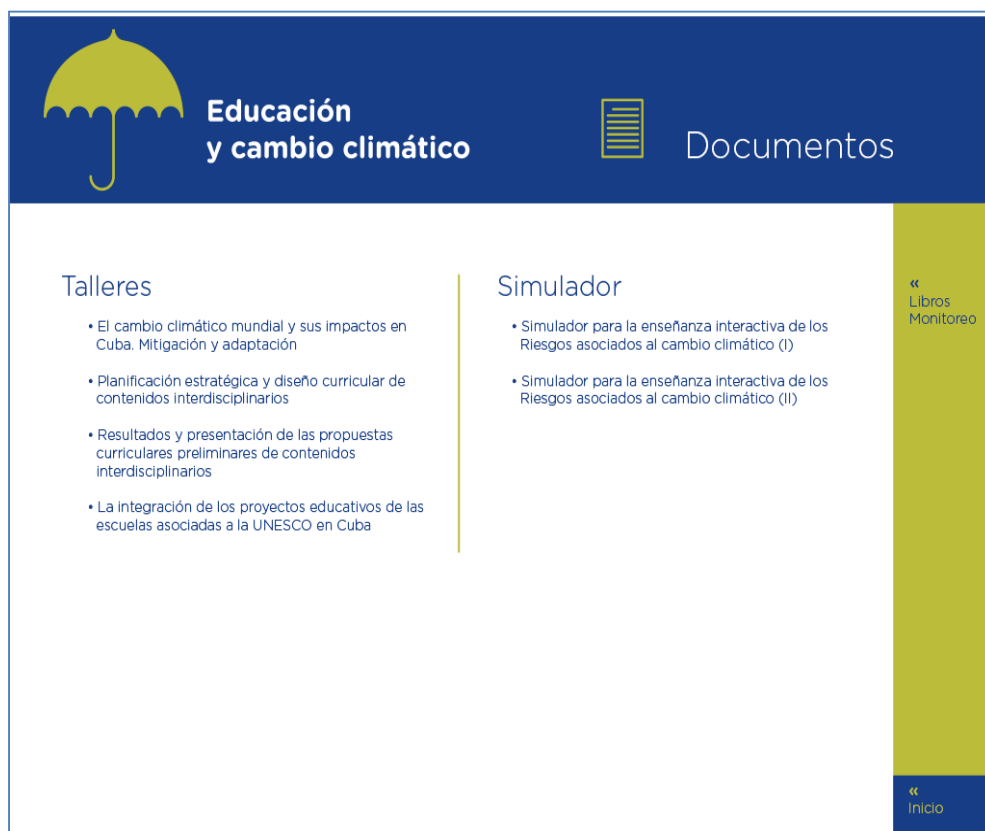 Educación
y cambio climático
Documentos
Talleres
• El cambio climático mundial y sus impactos en
Cuba. Mitigación y adaptación
• Planificación estratégica y diseño curricular de
contenidos interdisciplinarios
• Resultados y presentación de las propuestas
curriculares preliminares de contenidos
interdisciplinarios
• La integración de los proyectos educativos de las
escuelas asociadas a la UNESCO en Cuba
Simulador
• Simulador para la enseñanza interactiva de los
Riesgos asociados al cambio climático (I)
• Simulador para la enseñanza interactiva de los
Riesgos asociados al cambio climático (II)
«
Libros
Monitoreo
«
Inicio